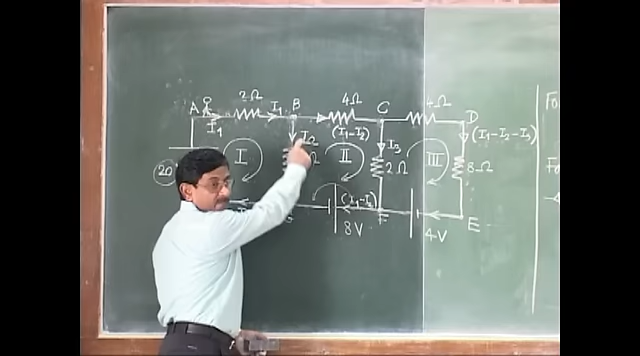 2Ω 4Ω 4Ω
A I₁ B C D
I₁ I₂ (I₁-I₂) I₃ (I₁-I₂-I₃)
I II III
20 Ω 2Ω 8Ω
8V 4V E
F